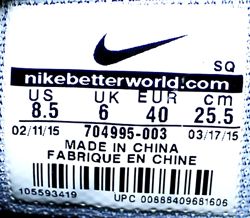 SQ
nikebetterworld.com
US UK EUR cm
8.5 6 40 25.5
02/11/15 704995-003 03/17/15
MADE IN CHINA
FABRIQUE EN CHINE
105593419
UPC 00888409681606